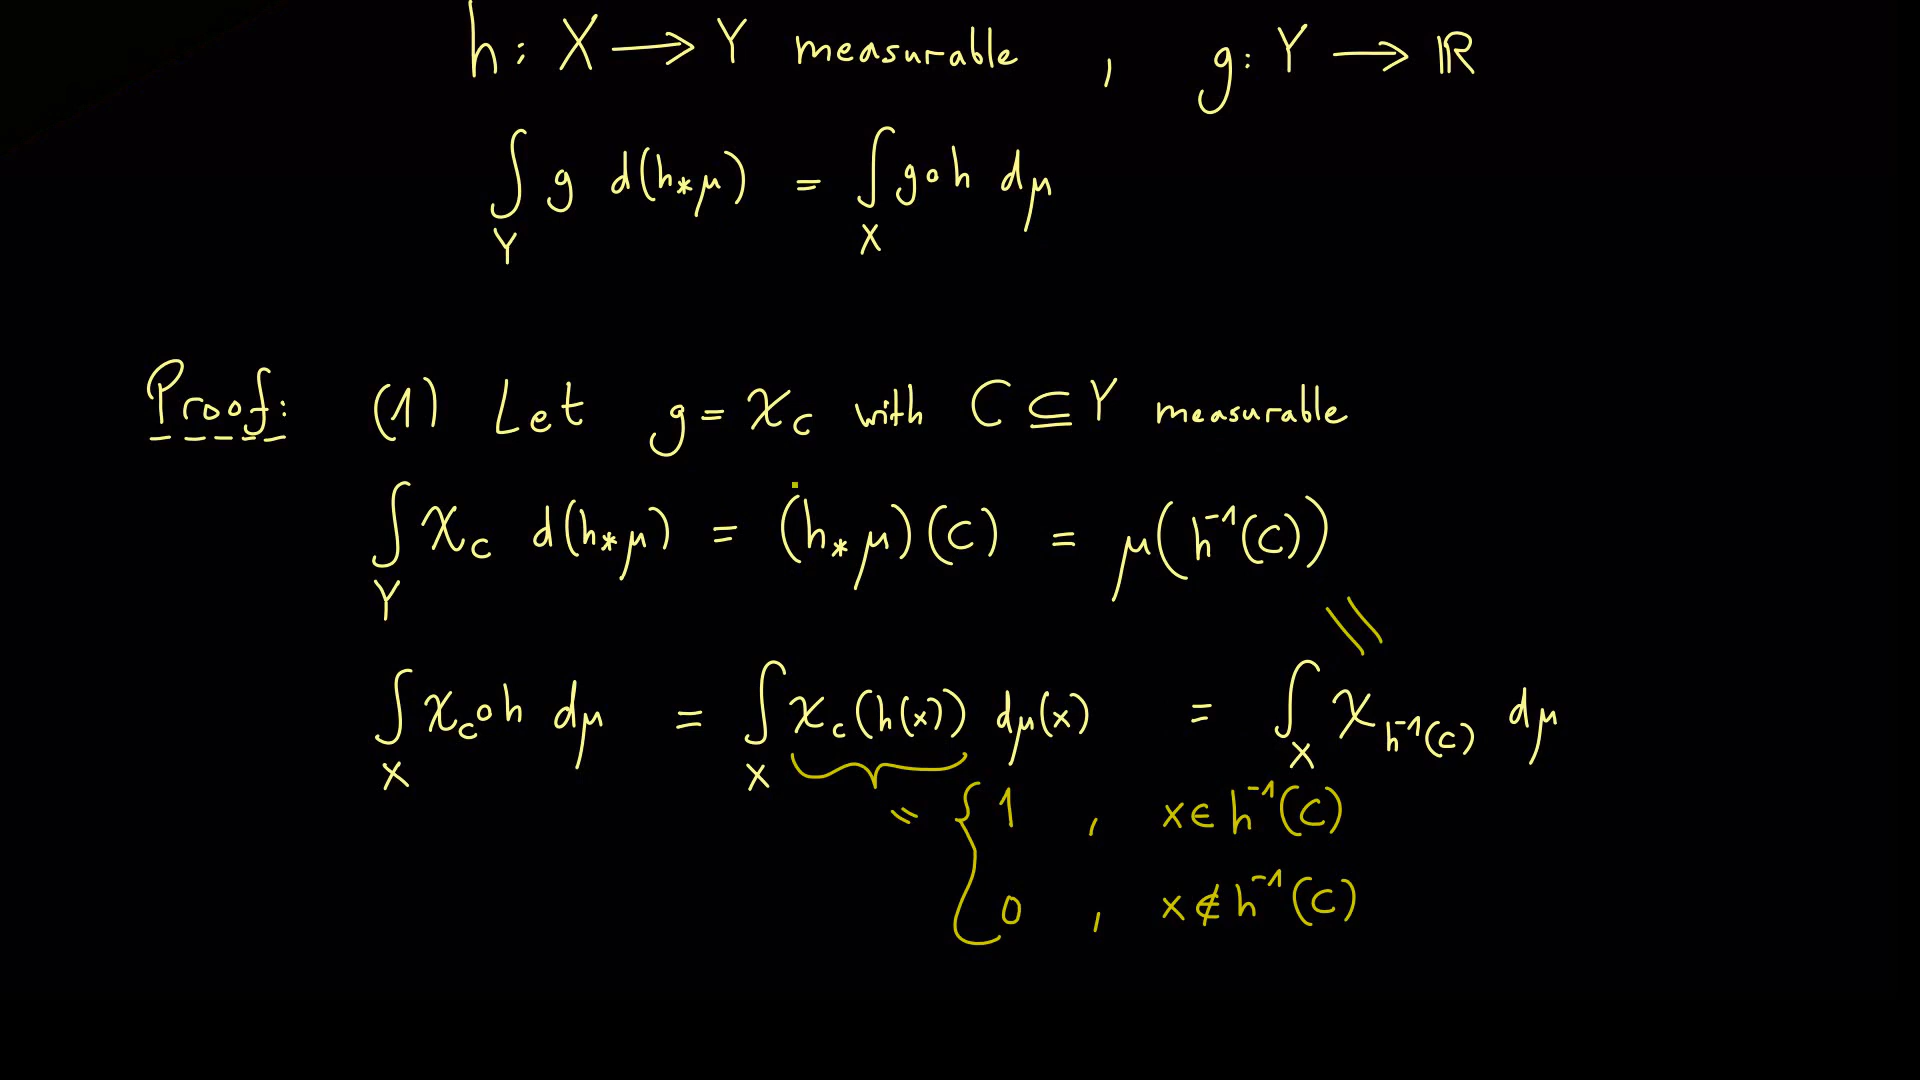 h: X ⟶ Y measurable , g: Y ⟶ ℝ
∫_Y g d(h_*μ) = ∫_X g∘h dμ
Proof: (1) Let g = χ_C with C ⊆ Y measurable
∫_Y χ_C d(h_*μ) = (h_*μ)(C) = μ(h⁻¹(C))
||
∫_X χ_C∘h dμ = ∫_X χ_C(h(x)) dμ(x) = ∫_X χ_{h⁻¹(C)} dμ
= { 1 , x ∈ h⁻¹(C)
0 , x ∉ h⁻¹(C)